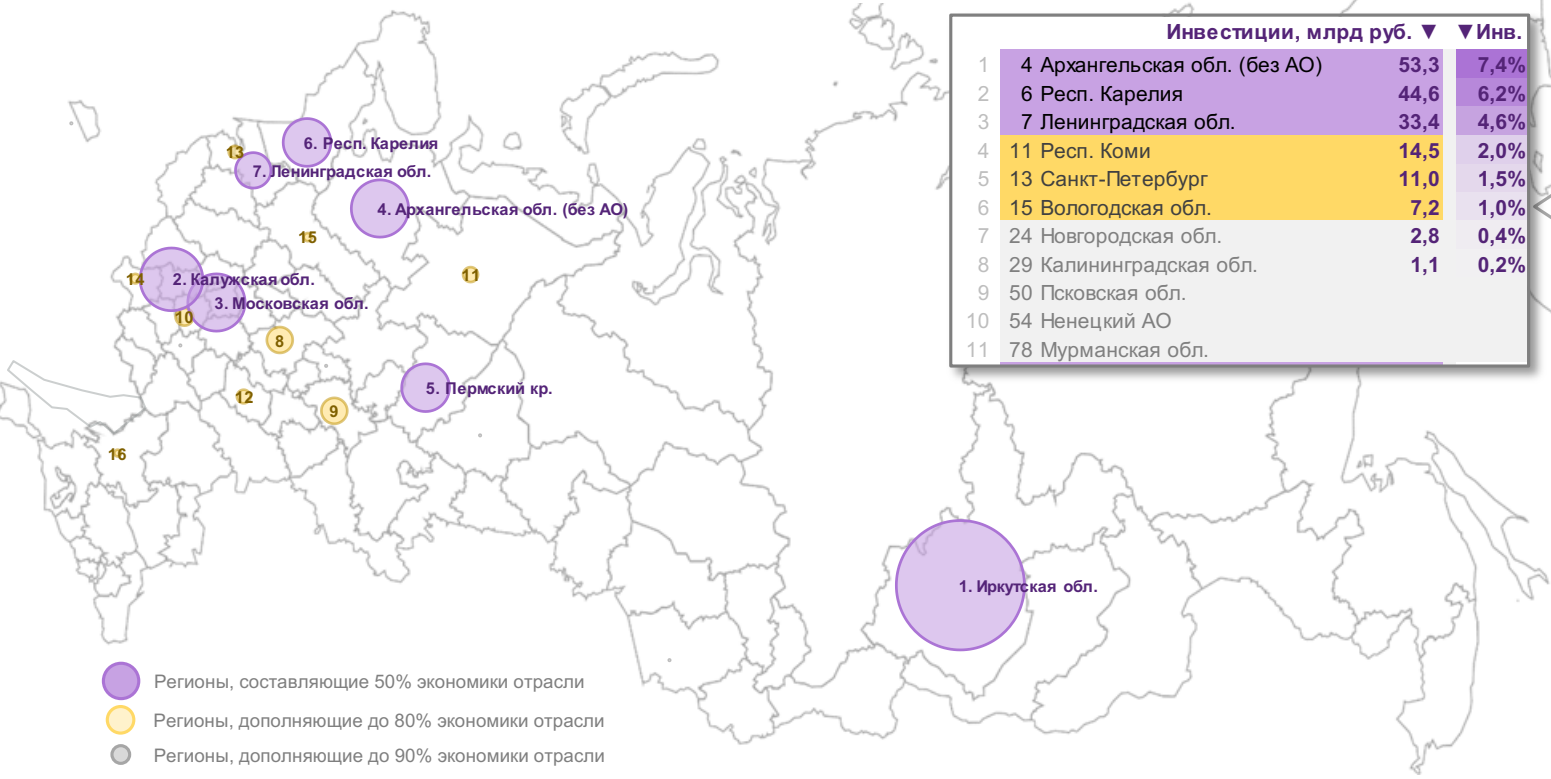 Инвестиции, млрд руб. ▼ ▼Инв.
1 4 Архангельская обл. (без АО) 53,3 7,4%
2 6 Респ. Карелия 44,6 6,2%
3 7 Ленинградская обл. 33,4 4,6%
4 11 Респ. Коми 14,5 2,0%
5 13 Санкт-Петербург 11,0 1,5%
6 15 Вологодская обл. 7,2 1,0%
7 24 Новгородская обл. 2,8 0,4%
8 29 Калининградская обл. 1,1 0,2%
9 50 Псковская обл.
10 54 Ненецкий АО
11 78 Мурманская обл.
6. Респ. Карелия
13
7. Ленинградская обл.
4. Архангельская обл. (без АО)
15
11
14
2. Калужская обл.
3. Московская обл.
10
8
5. Пермский кр.
12
9
16
1. Иркутская обл.
Регионы, составляющие 50% экономики отрасли
Регионы, дополняющие до 80% экономики отрасли
Регионы, дополняющие до 90% экономики отрасли